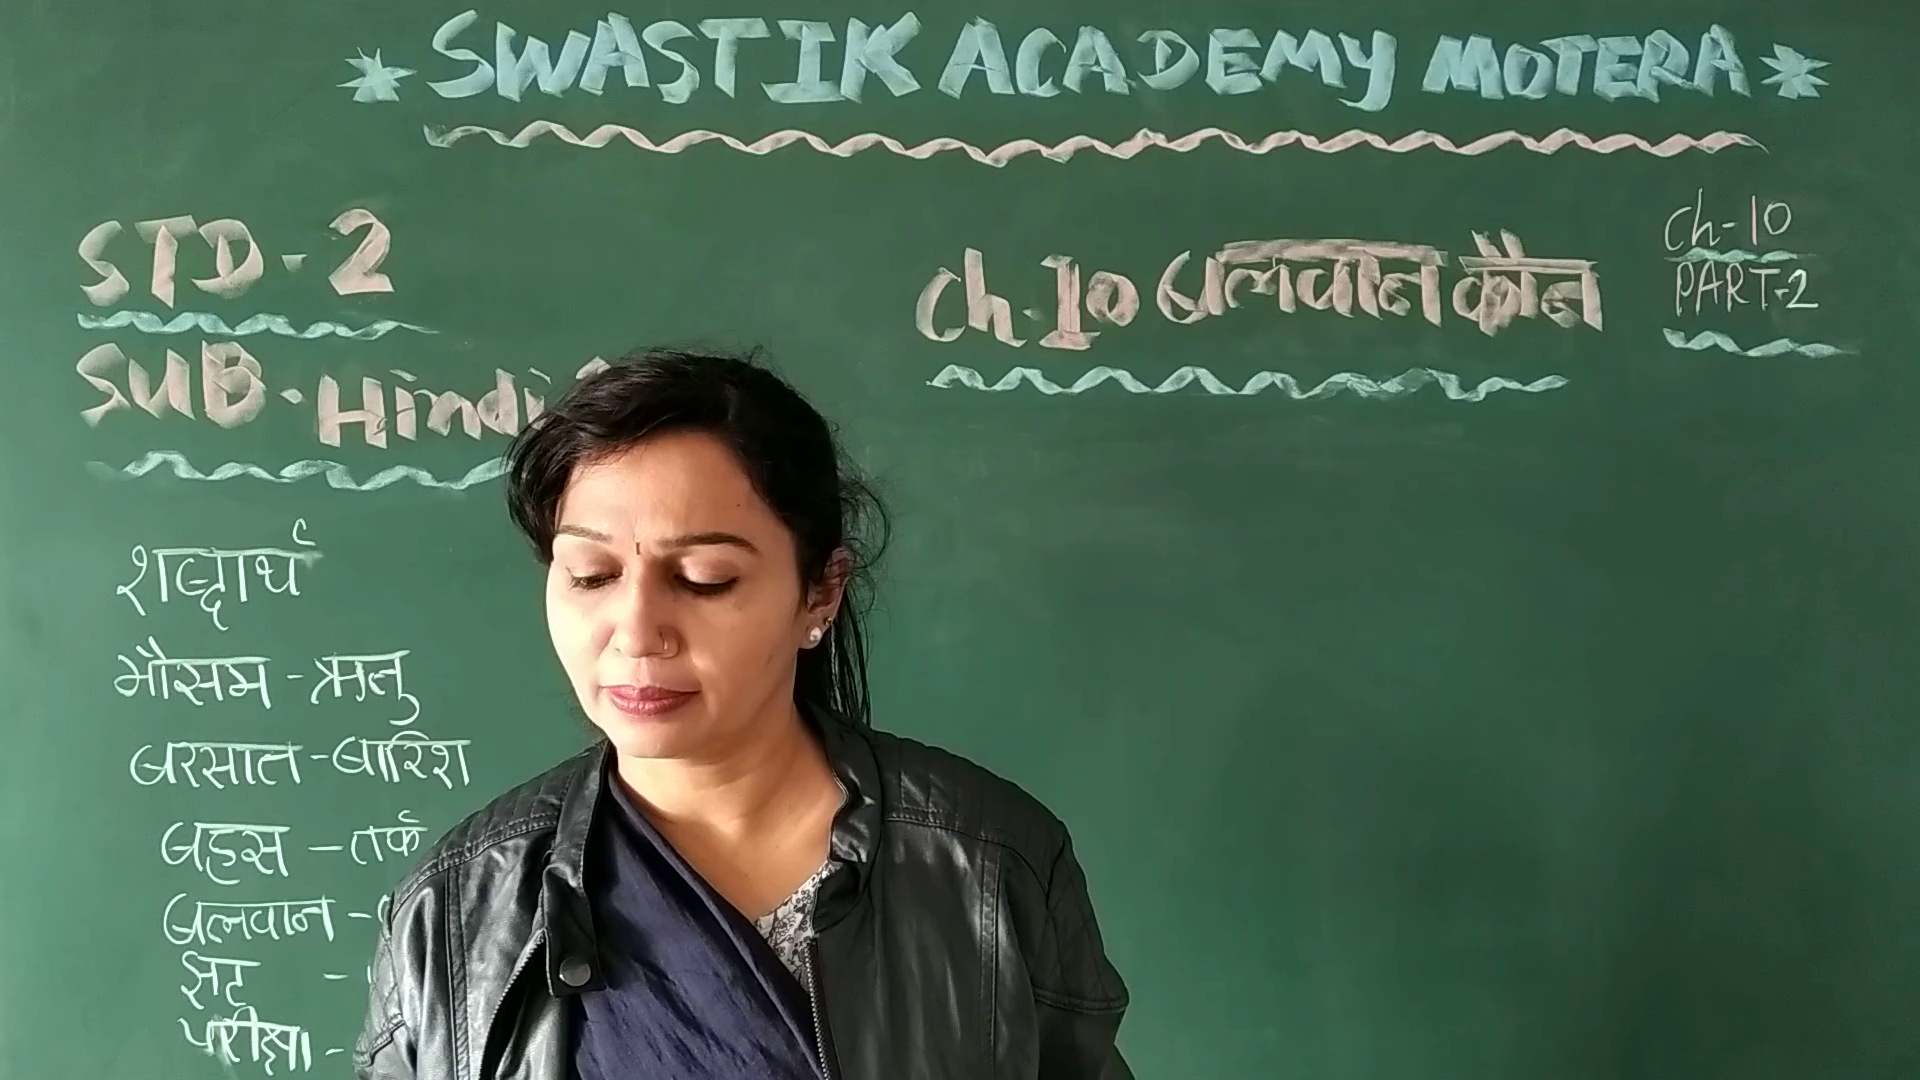 * SWASTIK ACADEMY MOTERA *
STD - 2
SUB - Hindi
Ch.10 बलवान कौन
Ch-10
PART-2
शब्दार्थ
मौसम - ऋतु
बरसात - बारिश
बहस - तर्क
बलवान -
झट -
परीक्षा -